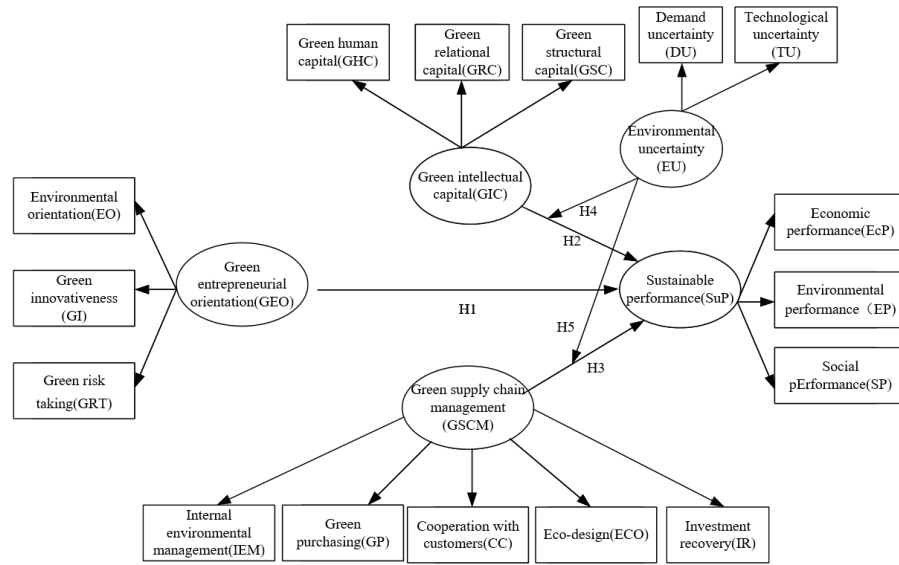 Green human
capital(GHC)
Green
relational
capital(GRC)
Green
structural
capital(GSC)
Demand
uncertainty
(DU)
Technological
uncertainty
(TU)
Environmental
uncertainty
(EU)
Green intellectual
capital(GIC)
H4
H2
Environmental
orientation(EO)
Green
innovativeness
(GI)
Green risk
taking(GRT)
Green
entrepreneurial
orientation(GEO)
H1
Sustainable
performance(SuP)
Economic
performance(EcP)
Environmental
performance（EP）
Social
pErformance(SP)
H5
H3
Green supply chain
management
(GSCM)
Internal
environmental
management(IEM)
Green
purchasing(GP)
Cooperation with
customers(CC)
Eco-design(ECO)
Investment
recovery(IR)